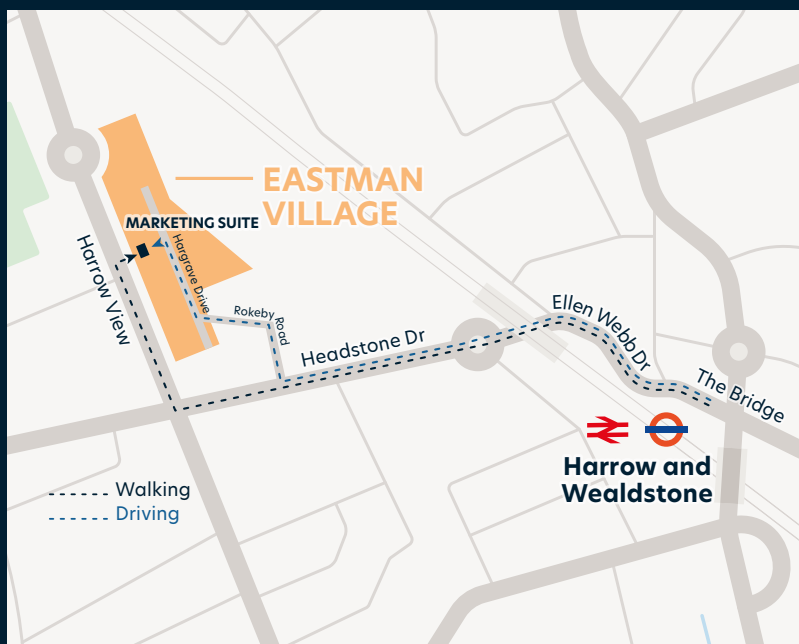 EASTMAN
VILLAGE
MARKETING SUITE
Harrow View
Hargrave Drive
Rokeby
Road
Headstone Dr
Ellen Webb Dr
The Bridge
Harrow and
Wealdstone
Walking
Driving